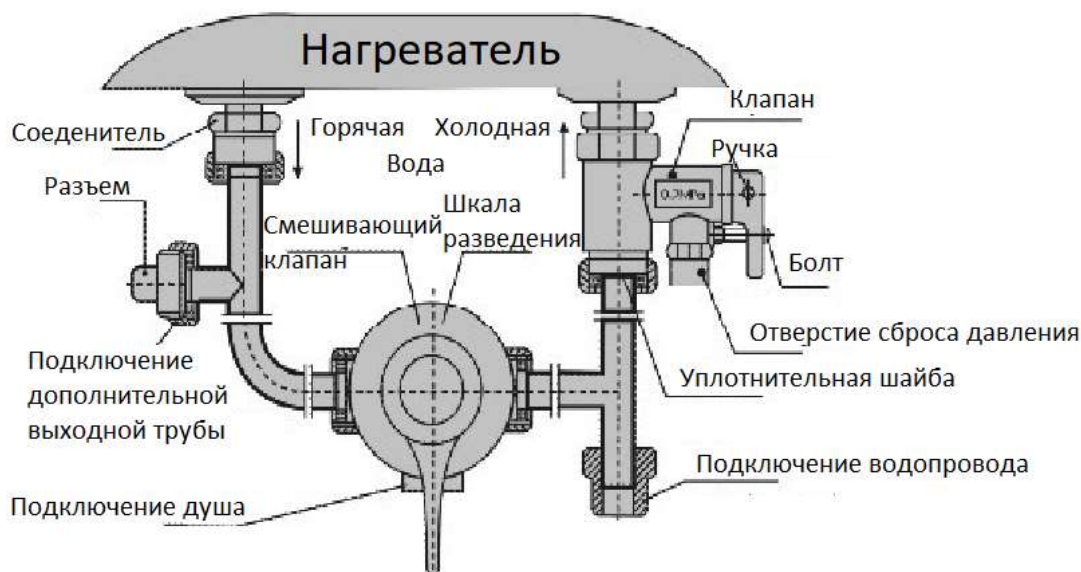 Нагреватель
Клапан
Соеденитель
Горячая
Холодная
Вода
Ручка
Разъем
0.7MPa
Смешивающий
клапан
Шкала
разведения
Болт
Отверстие сброса давления
Подключение
дополнительной
выходной трубы
Уплотнительная шайба
Подключение водопровода
Подключение душа